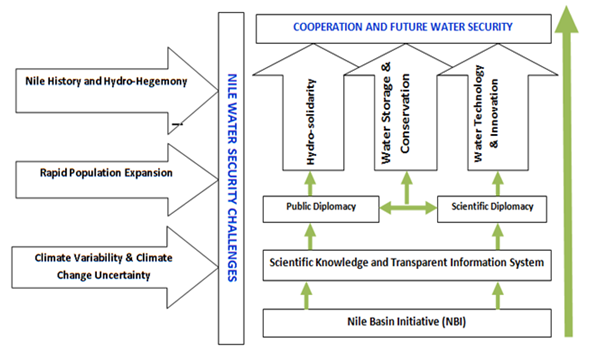 COOPERATION AND FUTURE WATER SECURITY
Nile History and Hydro-Hegemony
Rapid Population Expansion
Climate Variability & Climate
Change Uncertainty
NILE WATER SECURITY CHALLENGES
Hydro-solidarity
Water Storage &
Conservation
Water Technology
& Innovation
Public Diplomacy
Scientific Diplomacy
Scientific Knowledge and Transparent Information System
Nile Basin Initiative (NBI)